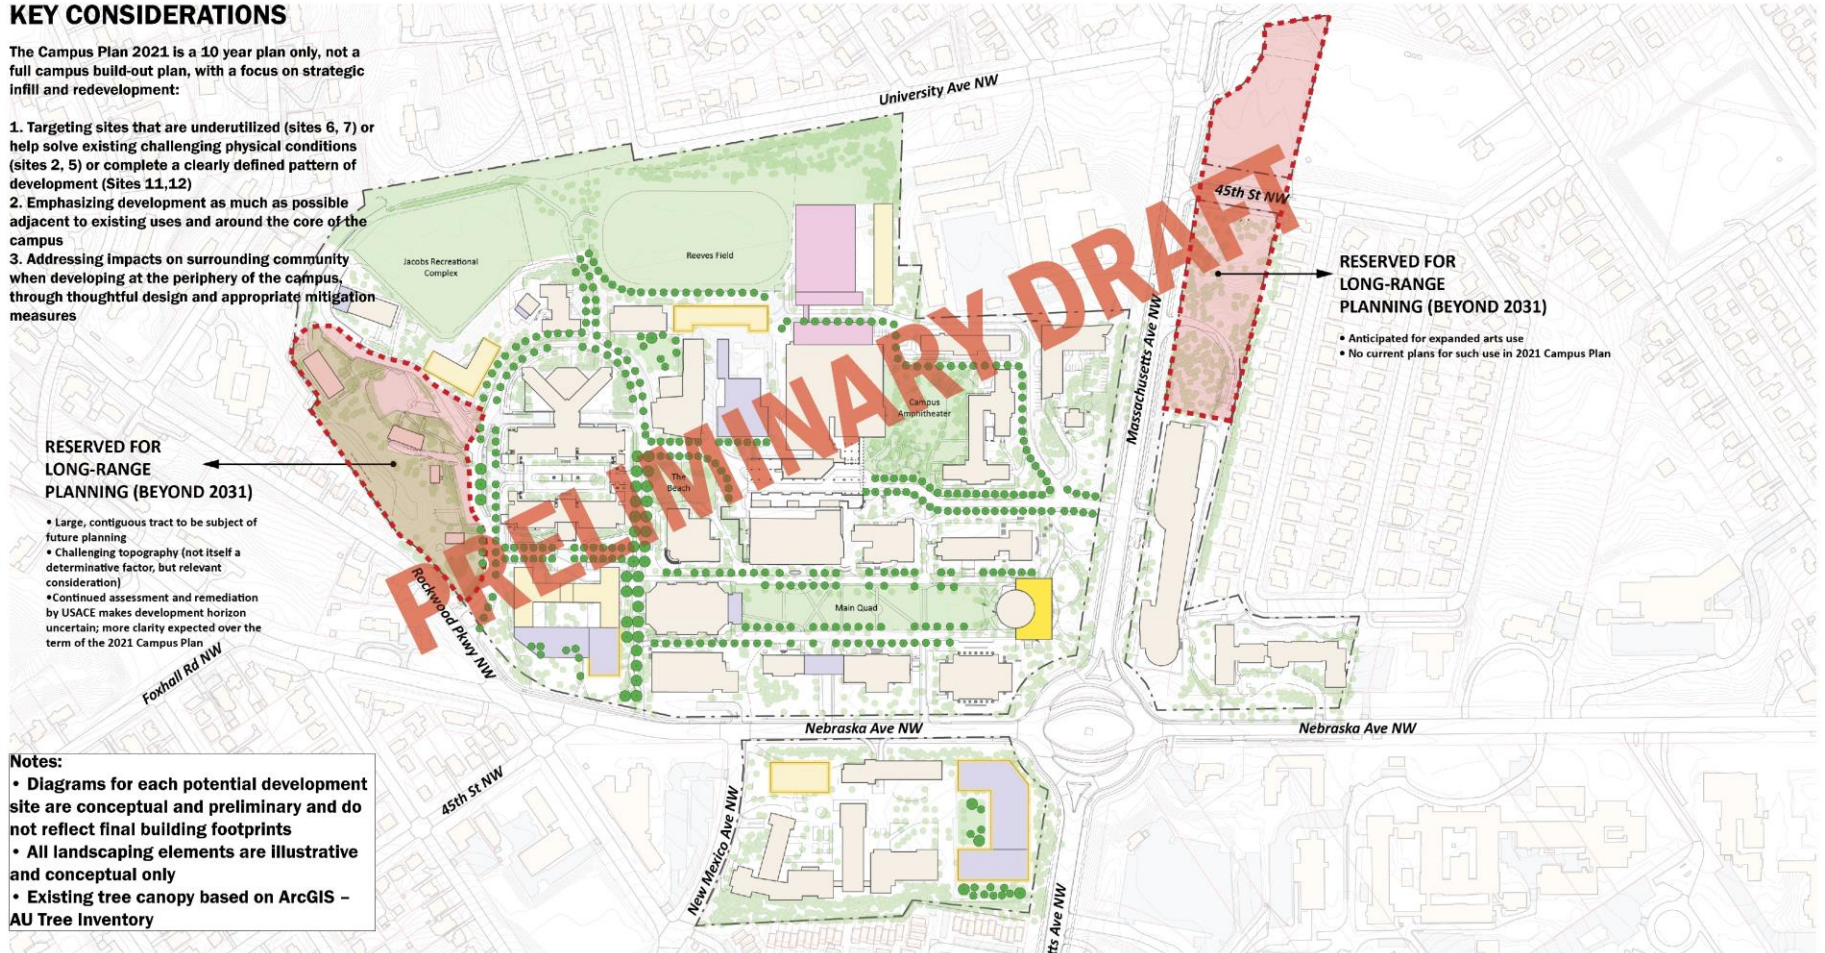 KEY CONSIDERATIONS
The Campus Plan 2021 is a 10 year plan only, not a
full campus build-out plan, with a focus on strategic
infill and redevelopment:
1. Targeting sites that are underutilized (sites 6, 7) or
help solve existing challenging physical conditions
(sites 2, 5) or complete a clearly defined pattern of
development (Sites 11,12)
2. Emphasizing development as much as possible
adjacent to existing uses and around the core of the
campus
3. Addressing impacts on surrounding community
when developing at the periphery of the campus,
through thoughtful design and appropriate mitigation
measures
University Ave NW
45th St NW
Jacobs Recreational
Complex
Reeves Field
RESERVED FOR
LONG-RANGE
PLANNING (BEYOND 2031)
• Anticipated for expanded arts use
• No current plans for such use in 2021 Campus Plan
Massachusetts Ave NW
Campus
Amphitheater
PRELIMINARY DRAFT
RESERVED FOR
LONG-RANGE
PLANNING (BEYOND 2031)
• Large, contiguous tract to be subject of
future planning
• Challenging topography (not itself a
determinative factor, but relevant
consideration)
•Continued assessment and remediation
by USACE makes development horizon
uncertain; more clarity expected over the
term of the 2021 Campus Plan
The
Beach
Main Quad
Rockwood Pkwy NW
Foxhall Rd NW
Nebraska Ave NW
Nebraska Ave NW
45th St NW
New Mexico Ave NW
tts Ave NW
Notes:
• Diagrams for each potential development
site are conceptual and preliminary and do
not reflect final building footprints
• All landscaping elements are illustrative
and conceptual only
• Existing tree canopy based on ArcGIS –
AU Tree Inventory